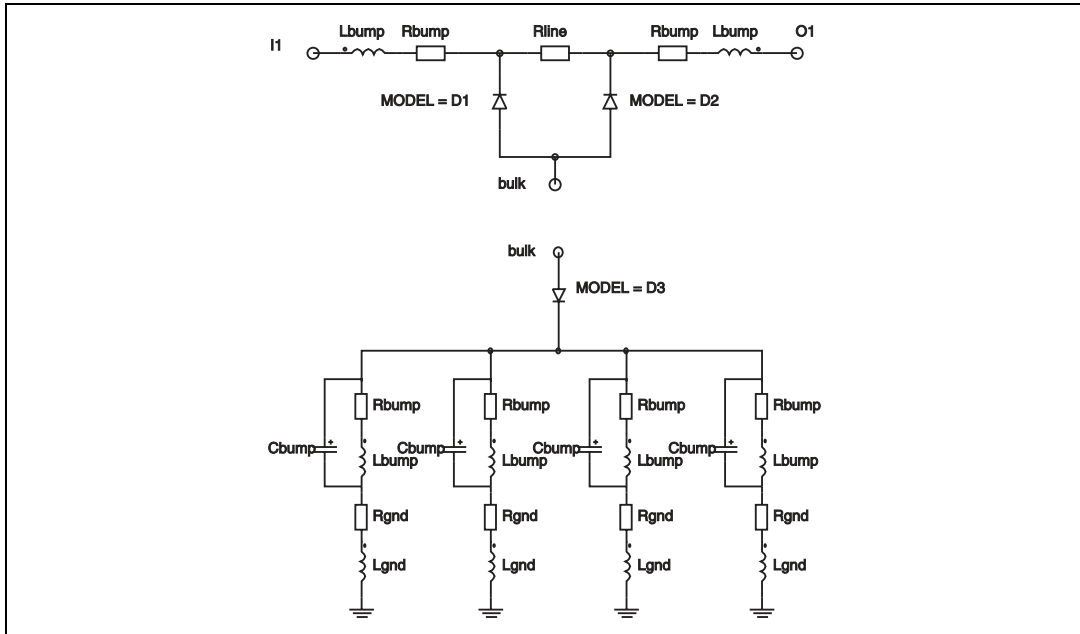 Lbump Rbump Rline Rbump Lbump O1
I1
MODEL = D1 MODEL = D2
bulk
bulk
MODEL = D3
Rbump Rbump Rbump Rbump
Cbump Cbump Cbump Cbump
Lbump Lbump Lbump Lbump
Rgnd Rgnd Rgnd Rgnd
Lgnd Lgnd Lgnd Lgnd